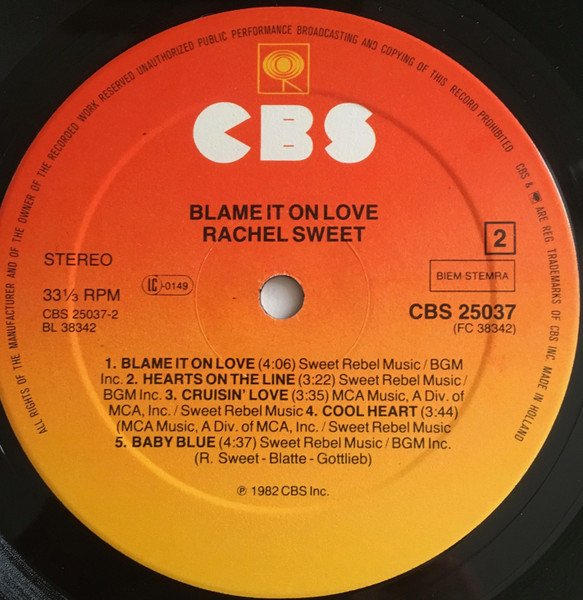 ALL RIGHTS OF THE MANUFACTURER AND OF THE OWNER OF THE RECORDED WORK RESERVED UNAUTHORIZED PUBLIC PERFORMANCE BROADCASTING AND COPYING OF THIS RECORD PROHIBITED
CBS & ARE REG. TRADEMARKS OF CBS INC. MADE IN HOLLAND
CBS
BLAME IT ON LOVE
RACHEL SWEET
STEREO
2
LC-0149
BIEM STEMRA
33⅓ RPM
CBS 25037-2
BL 38342
CBS 25037
(FC 38342)
1. BLAME IT ON LOVE (4:06) Sweet Rebel Music / BGM
Inc. 2. HEARTS ON THE LINE (3:22) Sweet Rebel Music /
BGM Inc. 3. CRUISIN' LOVE (3:35) MCA Music, A Div. of
MCA, Inc. / Sweet Rebel Music 4. COOL HEART (3:44)
(MCA Music, A Div. of MCA, Inc. / Sweet Rebel Music
5. BABY BLUE (4:37) Sweet Rebel Music / BGM Inc.
(R. Sweet - Blatte - Gottlieb)
℗ 1982 CBS Inc.